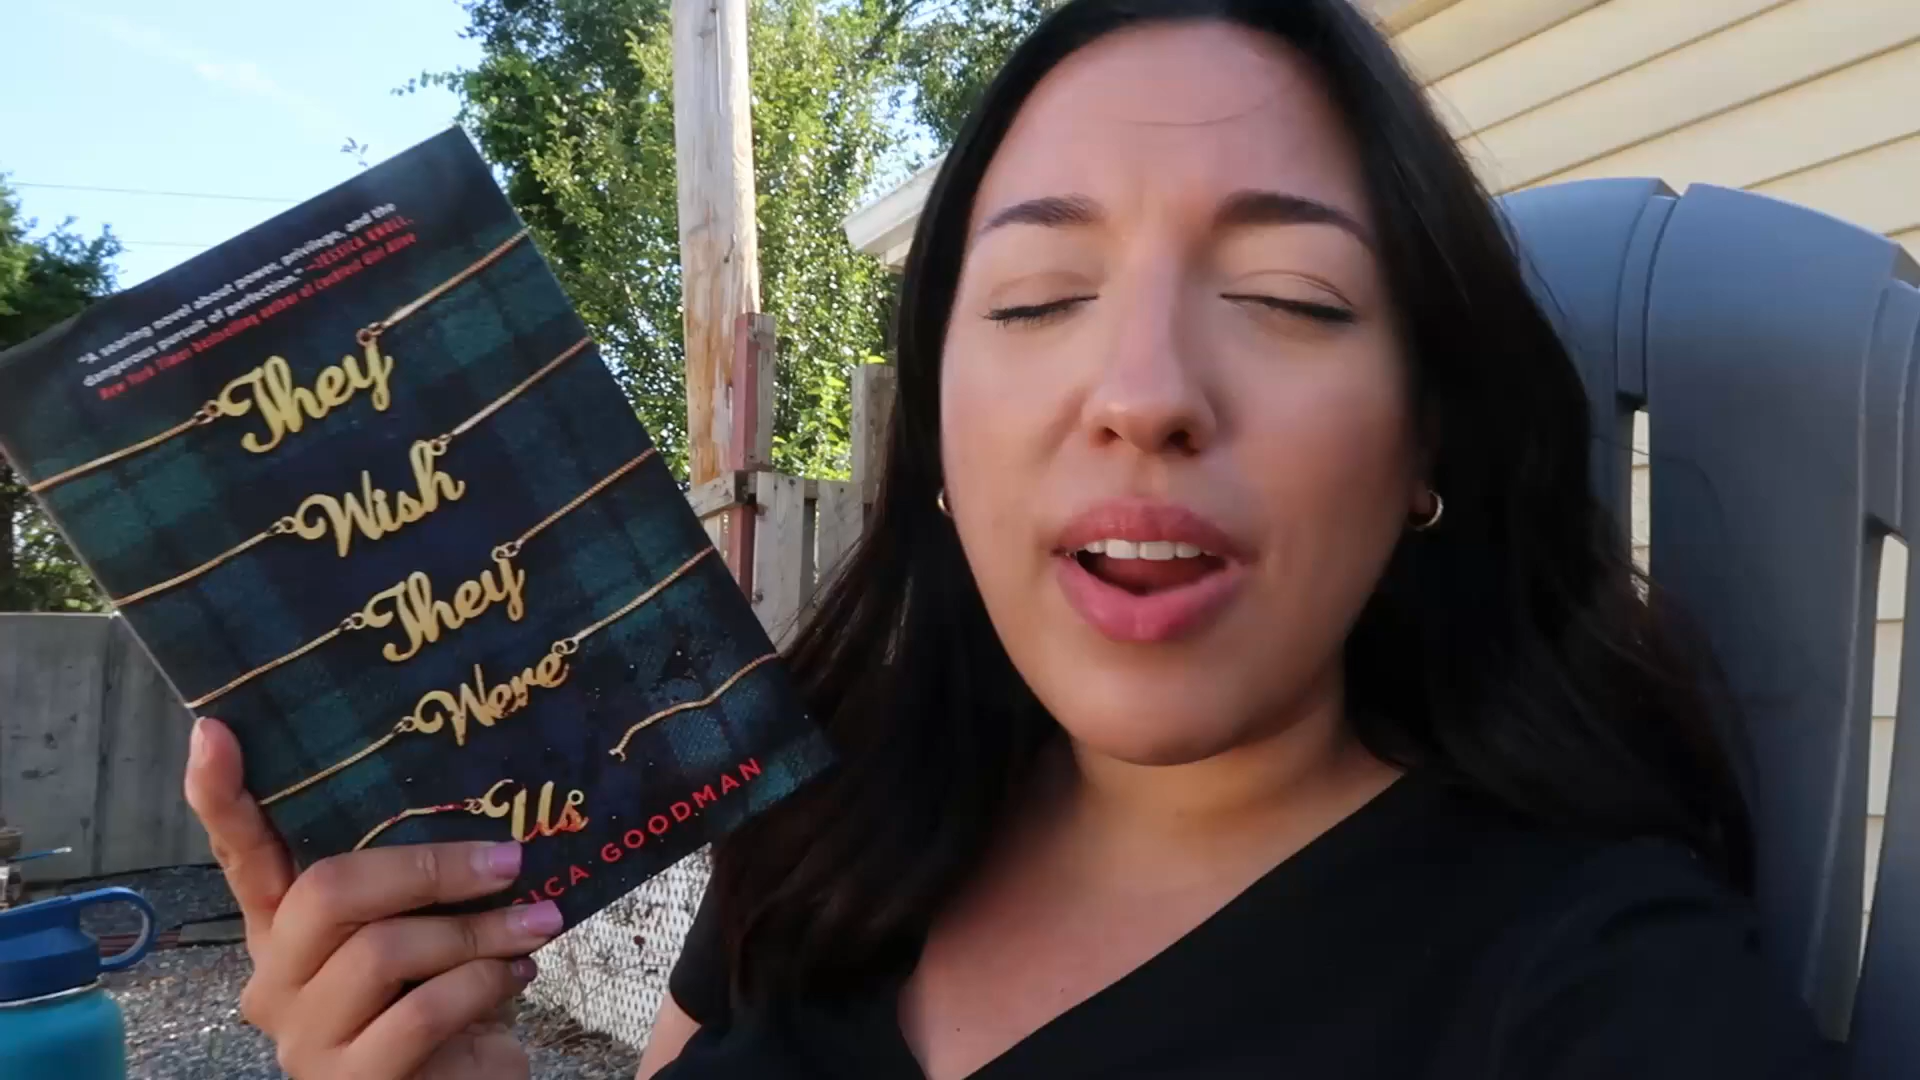 "A searing novel about power, privilege, and the
dangerous pursuit of perfection." —JESSICA KNOLL,
New York Times bestselling author of Luckiest Girl Alive
They
Wish
They
Were
Us
SICA GOODMAN